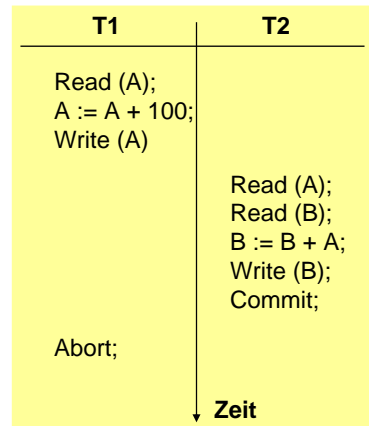 T1 T2
Read (A);
A := A + 100;
Write (A)
Read (A);
Read (B);
B := B + A;
Write (B);
Commit;
Abort;
Zeit